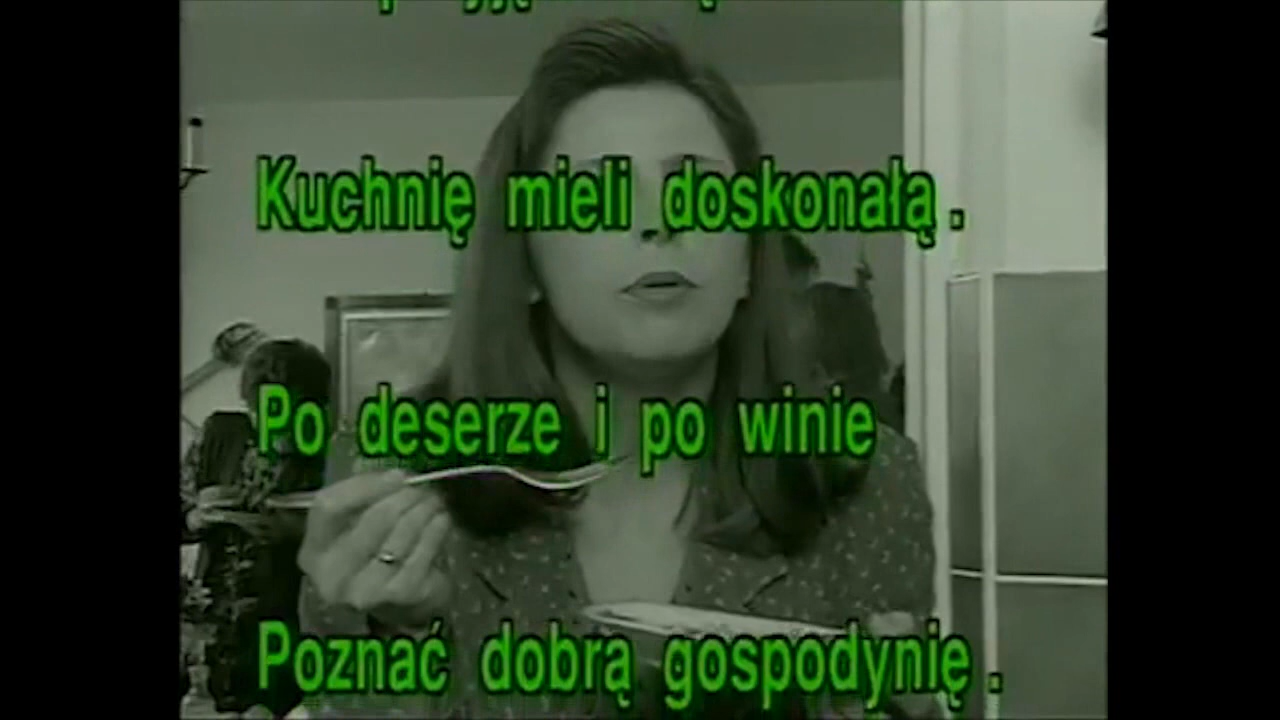 Kuchnię mieli doskonałą.
Po deserze i po winie
Poznać dobrą gospodynię.